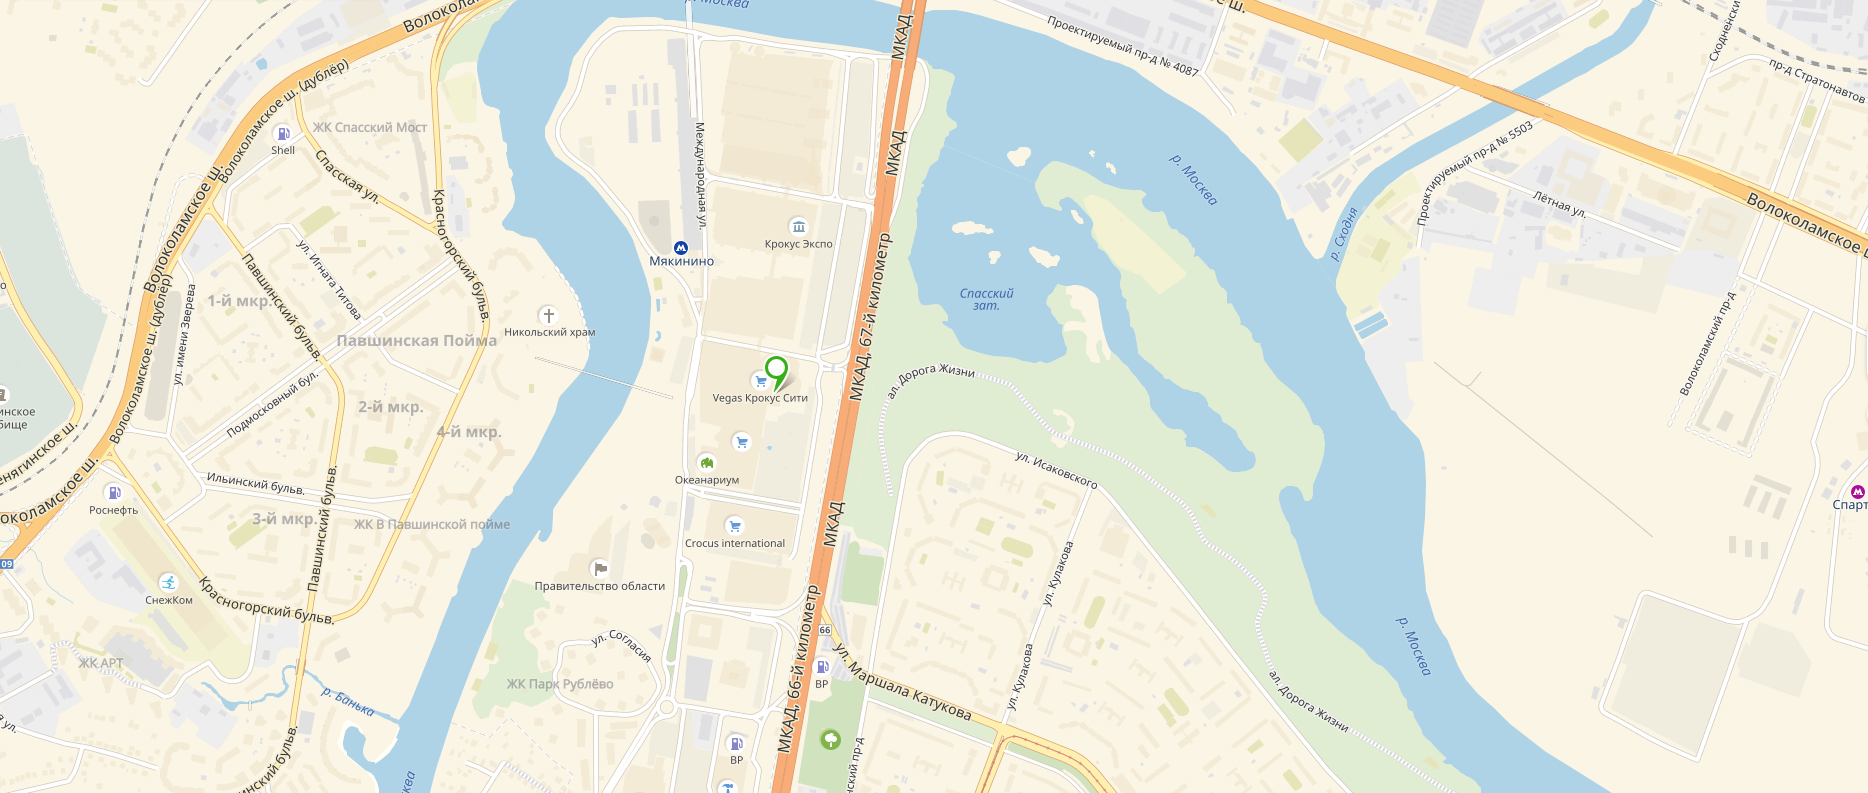 Волоколамское
р. Москва
МКАД
ш.
Проектируемый пр-д № 4087
пр-д Стратонавтов
Волоколамское ш. (дублёр)
ЖК Спасский Мост
Shell
Спасская ул.
Красногорский бульв.
Международная ул.
МКАД
р. Москва
Проектируемый пр-д № 5503
Лётная ул.
Волоколамское
р. Сходня
Волоколамское ш.
Крокус Экспо
Мякинино
ул. Игната Титова
Павшинский бульв.
1-й мкр.
ул. имени Зверева
Волоколамское ш. (дублёр)
МКАД, 67-й километр
Спасский
зат.
Никольский храм
Павшинская Пойма
Волоколамский пр-д
ал. Дорога Жизни
Vegas Крокус Сити
Подмосковный бул.
2-й мкр.
4-й мкр.
ул. Исаковского
Океанариум
Ильинский бульв.
Роснефть
3-й мкр.
ЖК В Павшинской пойме
МКАД
Crocus international
Павшинский бульв.
Правительство области
ул. Кулакова
СнежКом
Красногорский бульв.
09
66
МКАД, 66-й километр
ул. Согласия
ул. Маршала Катукова
ЖК АРТ
ЖК Парк Рублёво
BP
р. Банька
ул. Кулакова
р. Москва
ал. Дорога Жизни
BP